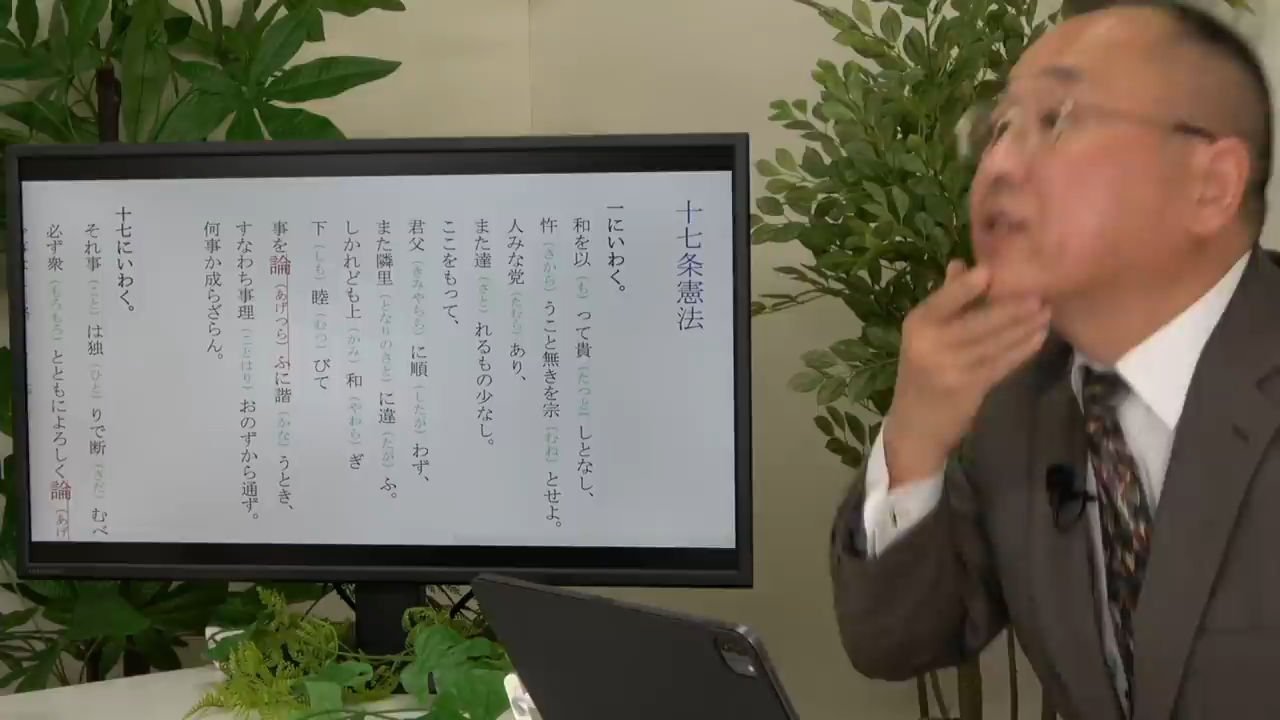 十七条憲法
一にいわく。
和を以（も）って貴（たっと）しとなし、
忤（さから）うこと無きを宗（むね）とせよ。
人みな党（たむら）あり、
また達（さと）れるもの少なし。
ここをもって、
君父（きみやちち）に順（したが）わず、
また隣里（となりのさと）に違（たが）ふ。
しかれども上（かみ）和（やわら）ぎ
下（しも）睦（むつ）びて
事を論（あげつら）ふに諧（かな）うとき、
すなわち事理（ことはり）おのずから通ず。
何事か成らざらん。
十七にいわく。
それ事（こと）は独（ひと）りで断（さだ）むべ
必ず衆（もろもろ）とともによろしく論（あげ